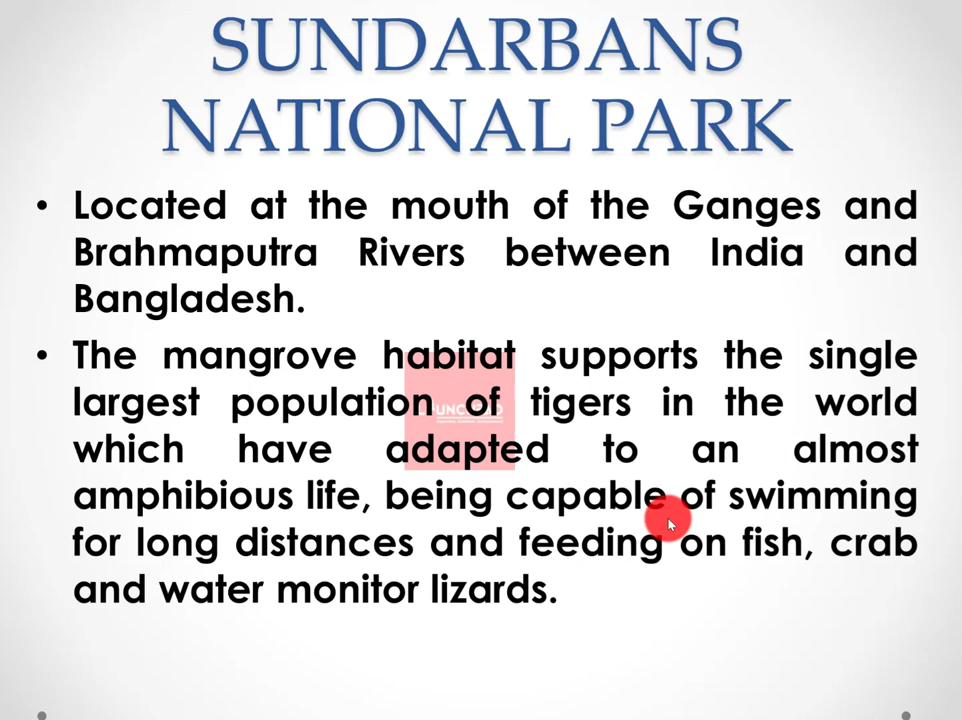 SUNDARBANS
NATIONAL PARK
• Located at the mouth of the Ganges and
Brahmaputra Rivers between India and
Bangladesh.
• The mangrove habitat supports the single
largest population of tigers in the world
which have adapted to an almost
amphibious life, being capable of swimming
for long distances and feeding on fish, crab
and water monitor lizards.